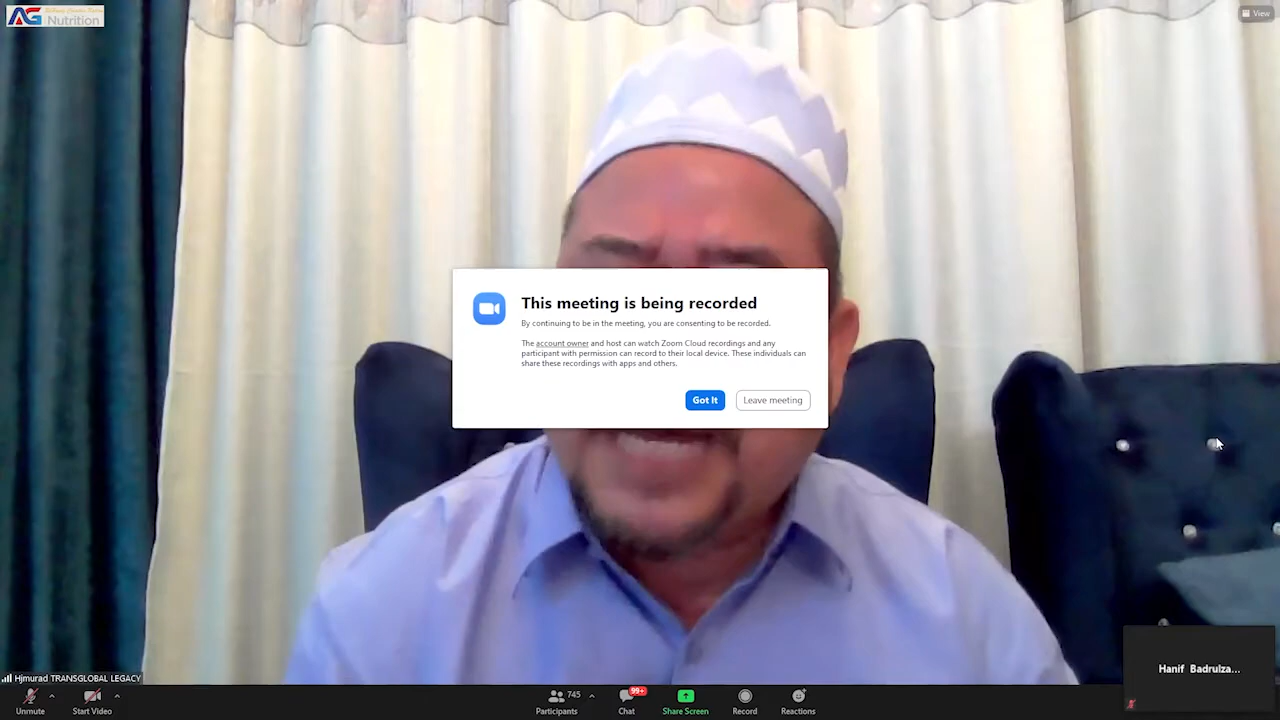 AG
Nutrition
View
This meeting is being recorded
By continuing to be in the meeting, you are consenting to be recorded.
The account owner and host can watch Zoom Cloud recordings and any
participant with permission can record to their local device. These individuals can
share these recordings with apps and others.
Got It
Leave meeting
Hjmurad TRANSGLOBAL LEGACY
Hanif Badrulza...
Unmute
Start Video
745
Participants
99+
Chat
Share Screen
Record
Reactions